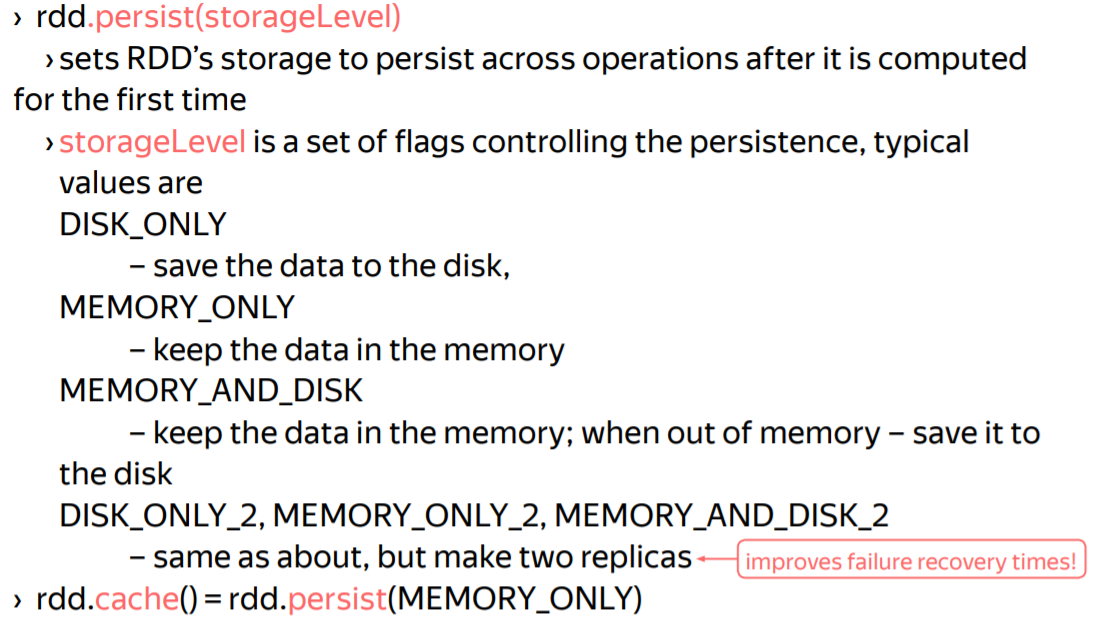 › rdd.persist(storageLevel)
› sets RDD’s storage to persist across operations after it is computed
for the first time
› storageLevel is a set of flags controlling the persistence, typical
values are
DISK_ONLY
– save the data to the disk,
MEMORY_ONLY
– keep the data in the memory
MEMORY_AND_DISK
– keep the data in the memory; when out of memory – save it to
the disk
DISK_ONLY_2, MEMORY_ONLY_2, MEMORY_AND_DISK_2
– same as about, but make two replicas improves failure recovery times!
› rdd.cache() = rdd.persist(MEMORY_ONLY)